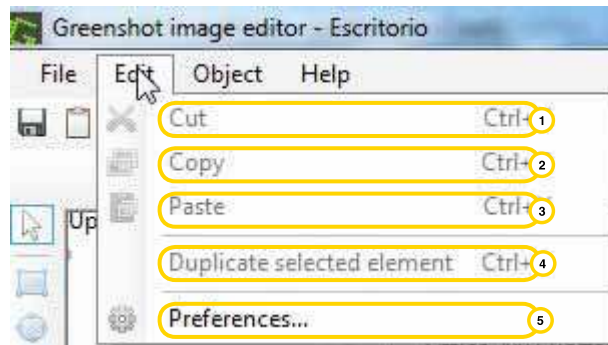 Greenshot image editor - Escritorio
File Edit Object Help
Cut Ctrl+ 1
Copy Ctrl+ 2
Paste Ctrl+ 3
Up
Duplicate selected element Ctrl+ 4
Preferences... 5